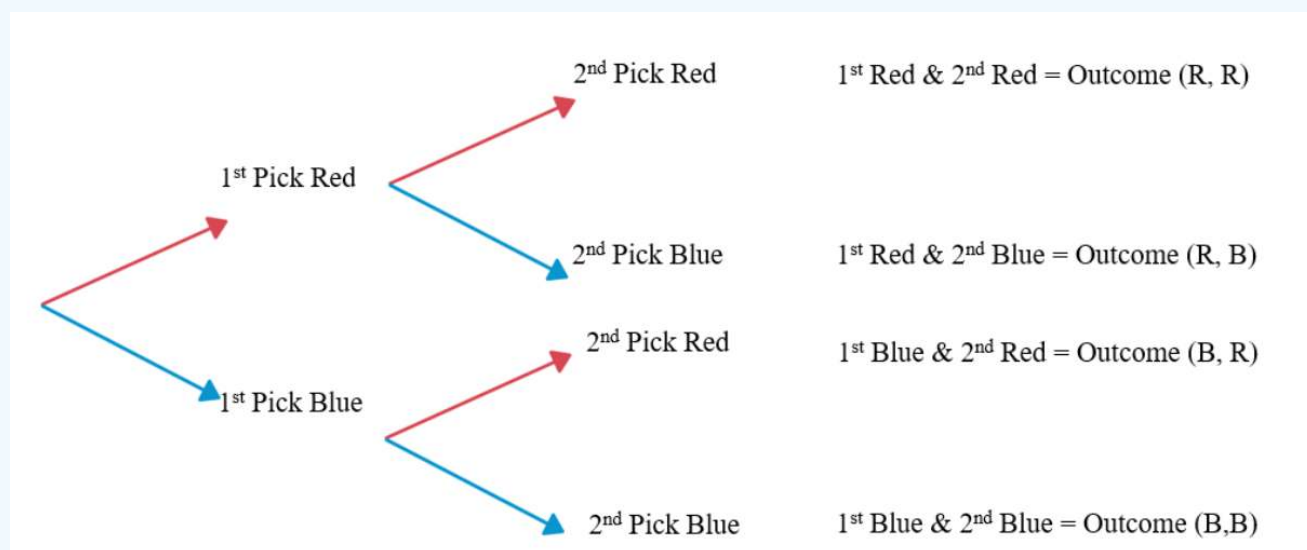 2nd Pick Red 1st Red & 2nd Red = Outcome (R, R)
1st Pick Red
2nd Pick Blue 1st Red & 2nd Blue = Outcome (R, B)
2nd Pick Red 1st Blue & 2nd Red = Outcome (B, R)
1st Pick Blue
2nd Pick Blue 1st Blue & 2nd Blue = Outcome (B,B)